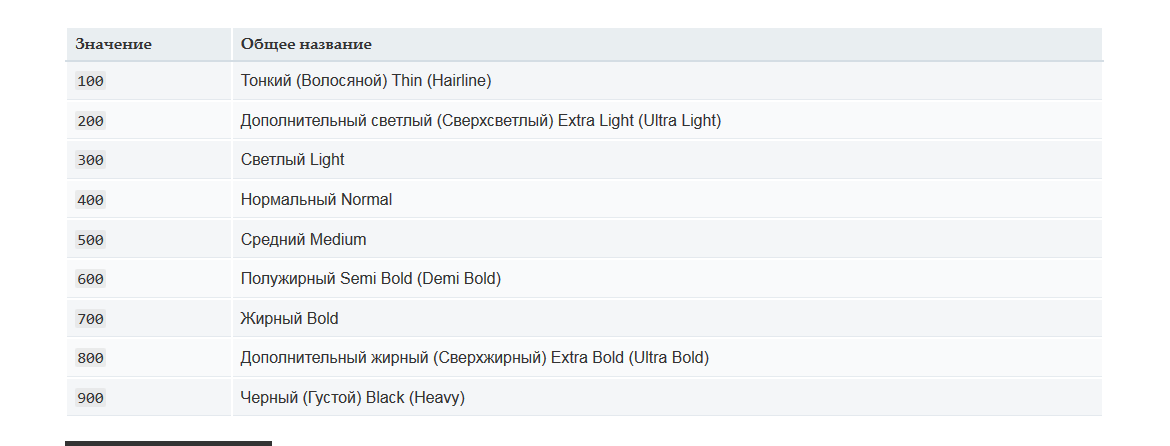 Значение Общее название
100 Тонкий (Волосяной) Thin (Hairline)
200 Дополнительный светлый (Сверхсветлый) Extra Light (Ultra Light)
300 Светлый Light
400 Нормальный Normal
500 Средний Medium
600 Полужирный Semi Bold (Demi Bold)
700 Жирный Bold
800 Дополнительный жирный (Сверхжирный) Extra Bold (Ultra Bold)
900 Черный (Густой) Black (Heavy)